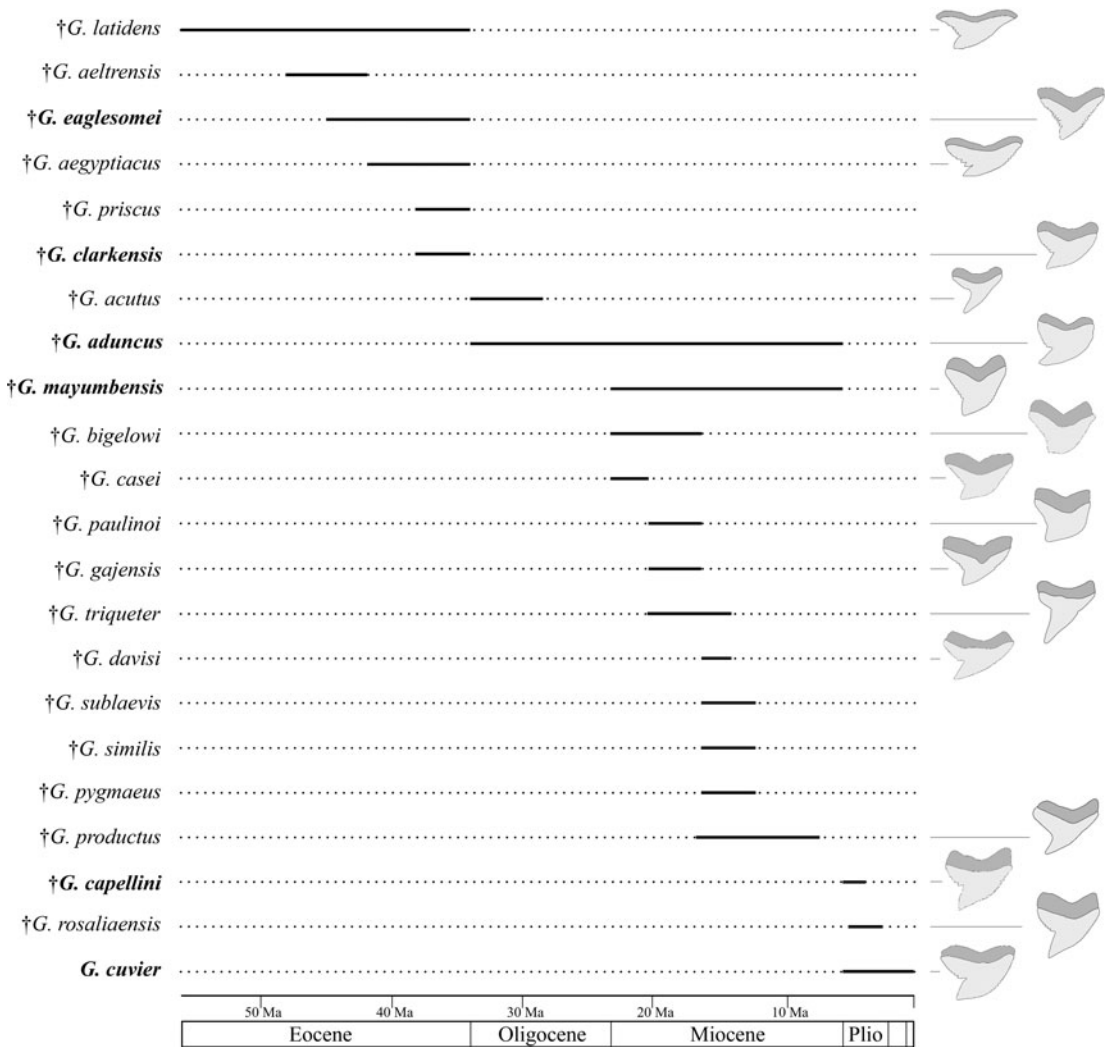 †G. latidens
†G. aeltrensis
†G. eaglesomei
†G. aegyptiacus
†G. priscus
†G. clarkensis
†G. acutus
†G. aduncus
†G. mayumbensis
†G. bigelowi
†G. casei
†G. paulinoi
†G. gajensis
†G. triqueter
†G. davisi
†G. sublaevis
†G. similis
†G. pygmaeus
†G. productus
†G. capellini
†G. rosaliaensis
G. cuvier
50 Ma 40 Ma 30 Ma 20 Ma 10 Ma
Eocene Oligocene Miocene Plio